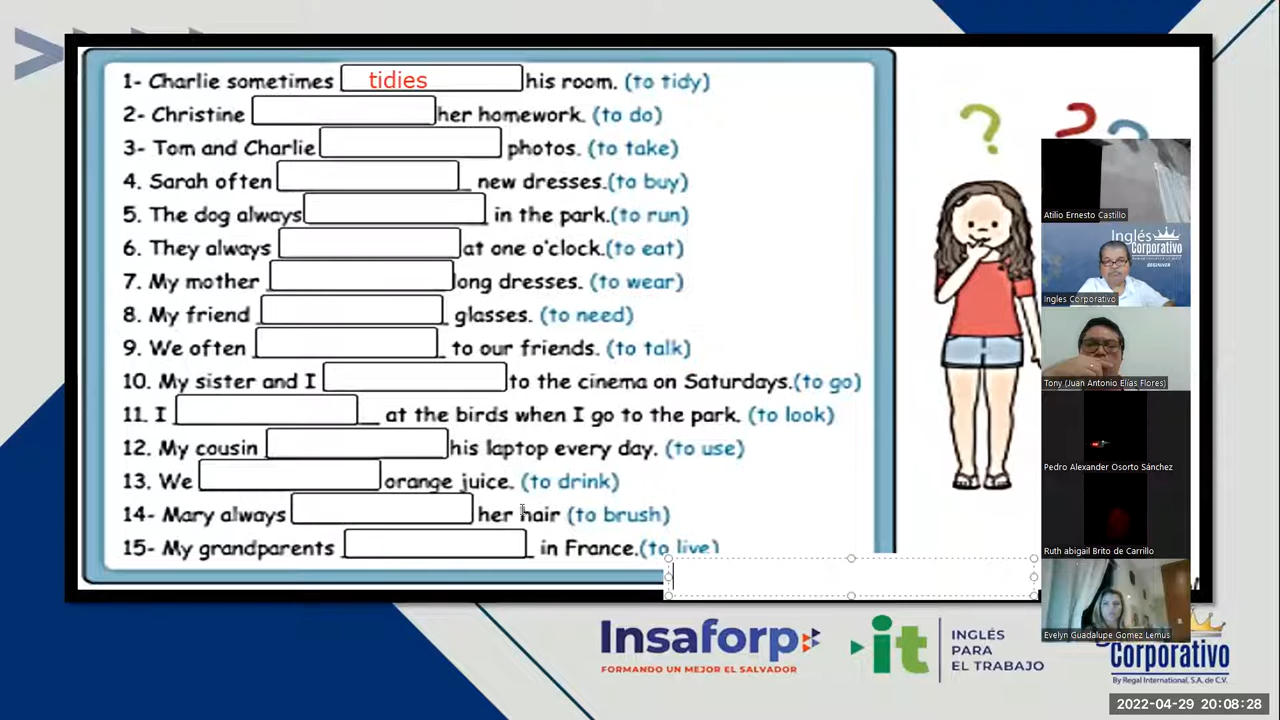 1- Charlie sometimes tidies his room. (to tidy)
2- Christine her homework. (to do)
3- Tom and Charlie photos. (to take)
4. Sarah often _ new dresses.(to buy)
5. The dog always _ in the park.(to run)
6. They always at one o'clock.(to eat)
7. My mother long dresses. (to wear)
8. My friend _ glasses. (to need)
9. We often _ to our friends. (to talk)
10. My sister and I to the cinema on Saturdays.(to go)
11. I __ at the birds when I go to the park. (to look)
12. My cousin his laptop every day. (to use)
13. We orange juice. (to drink)
14- Mary always her hair (to brush)
15- My grandparents _ in France.(to live)
? ? ?
Atilio Ernesto Castillo
Inglés
Corporativo
BEGINNER
Ingles Corporativo
Tony (Juan Antonio Elías Flores)
Pedro Alexander Osorto Sánchez
Ruth abigail Brito de Carrillo
Evelyn Guadalupe Gomez Lemus
Insaforp
FORMANDO UN MEJOR EL SALVADOR
it
INGLÉS
PARA
EL TRABAJO
Corporativo
By Regal International, S.A. de C.V.
2022-04-29 20:08:28